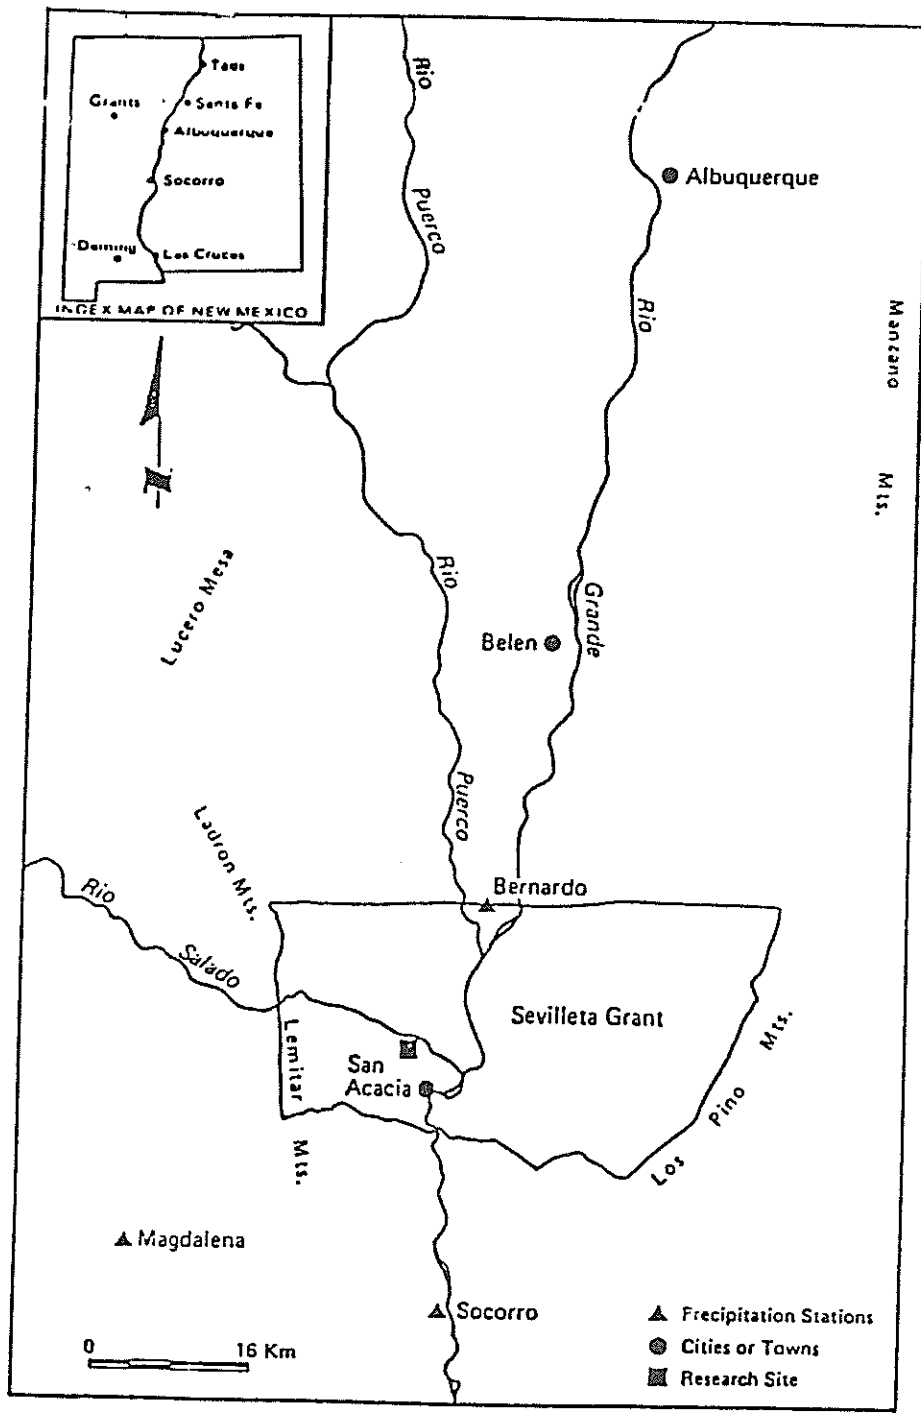 Taos
Grants
Santa Fe
Albuquerque
Socorro
Deming
Las Cruces
INDEX MAP OF NEW MEXICO
Rio
Puerco
Albuquerque
Rio
Manzano
Mts.
Lucero Mesa
Rio
Grande
Belen
Puerco
Ladron Mts.
Bernardo
Rio
Salado
Sevilleta Grant
Lemitar
Mts.
San
Acacia
Los Pino Mts.
Magdalena
Socorro
0 16 Km
Precipitation Stations
Cities or Towns
Research Site